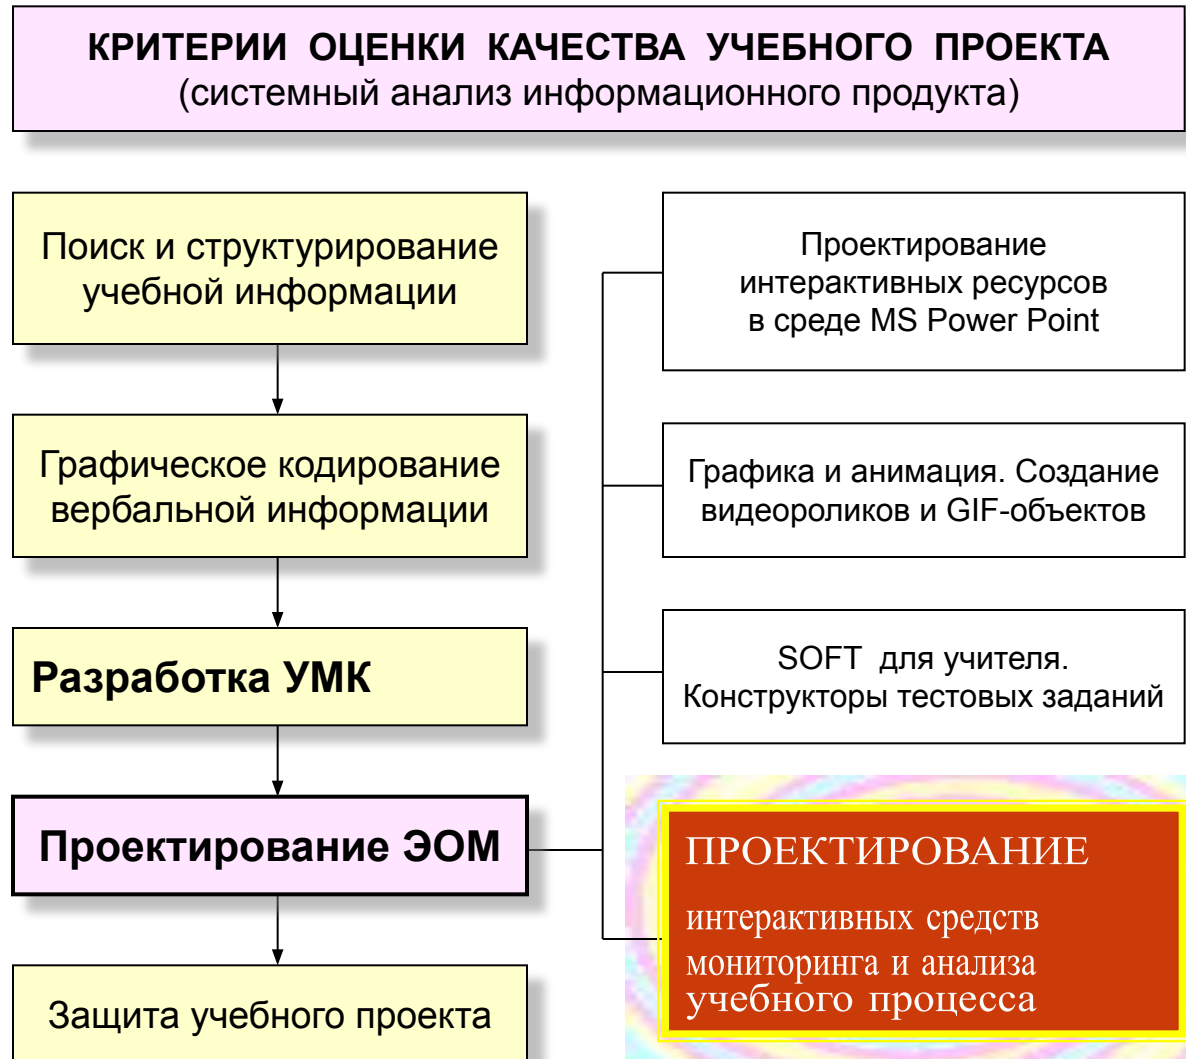 КРИТЕРИИ ОЦЕНКИ КАЧЕСТВА УЧЕБНОГО ПРОЕКТА
(системный анализ информационного продукта)
Поиск и структурирование
учебной информации
Графическое кодирование
вербальной информации
Разработка УМК
Проектирование ЭОМ
Защита учебного проекта
Проектирование
интерактивных ресурсов
в среде MS Power Point
Графика и анимация. Создание
видеороликов и GIF-объектов
SOFT для учителя.
Конструкторы тестовых заданий
ПРОЕКТИРОВАНИЕ
интерактивных средств
мониторинга и анализа
учебного процесса